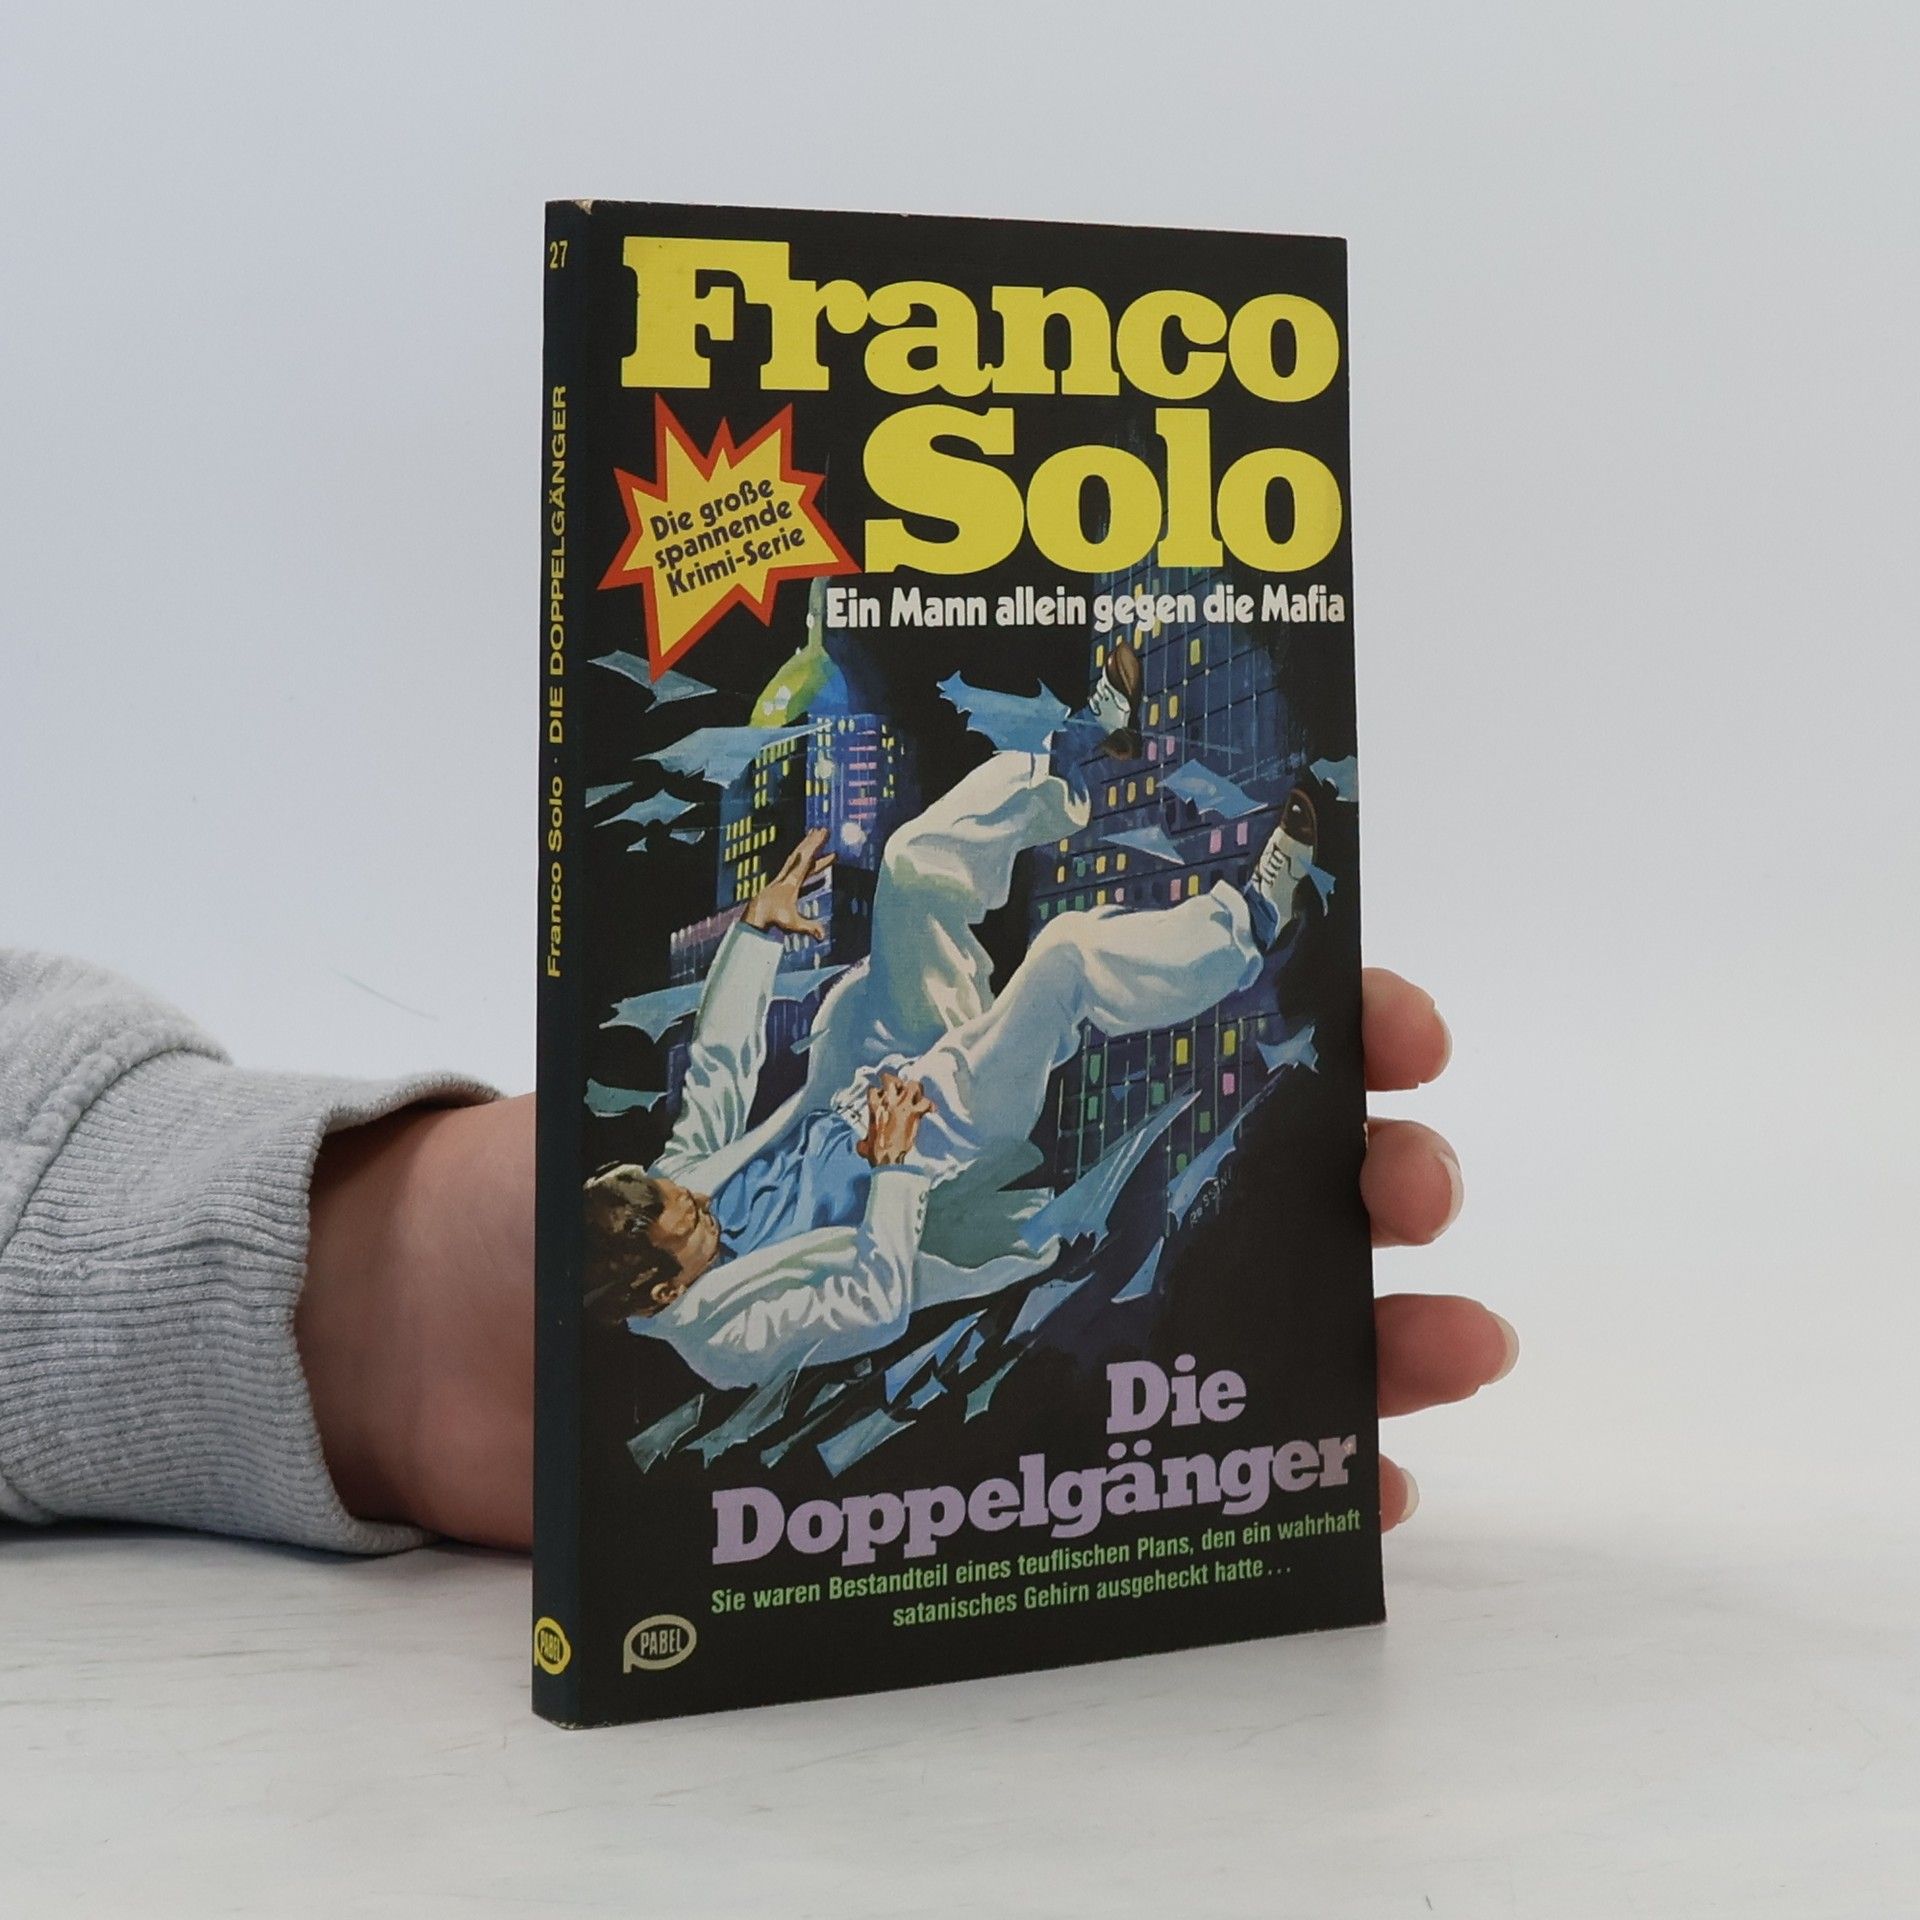 27
Franco Solo · DIE DOPPELGÄNGER
PABEL
Franco
Solo
Die große
spannende
Krimi-Serie
Ein Mann allein gegen die Mafia
ROSSINI
Die
Doppelgänger
Sie waren Bestandteil eines teuflischen Plans, den ein wahrhaft
satanisches Gehirn ausgeheckt hatte...
PABEL